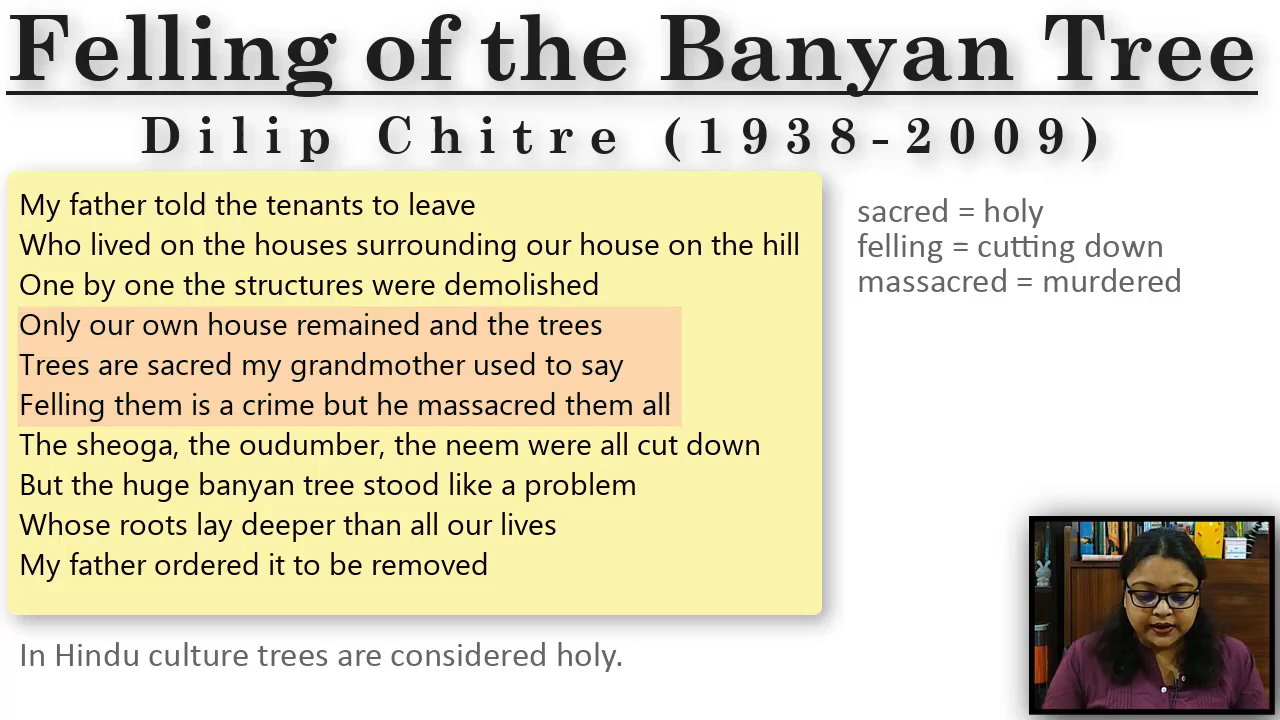 Felling of the Banyan Tree
Dilip Chitre (1938-2009)
My father told the tenants to leave
Who lived on the houses surrounding our house on the hill
One by one the structures were demolished
Only our own house remained and the trees
Trees are sacred my grandmother used to say
Felling them is a crime but he massacred them all
The sheoga, the oudumber, the neem were all cut down
But the huge banyan tree stood like a problem
Whose roots lay deeper than all our lives
My father ordered it to be removed
sacred = holy
felling = cutting down
massacred = murdered
In Hindu culture trees are considered holy.